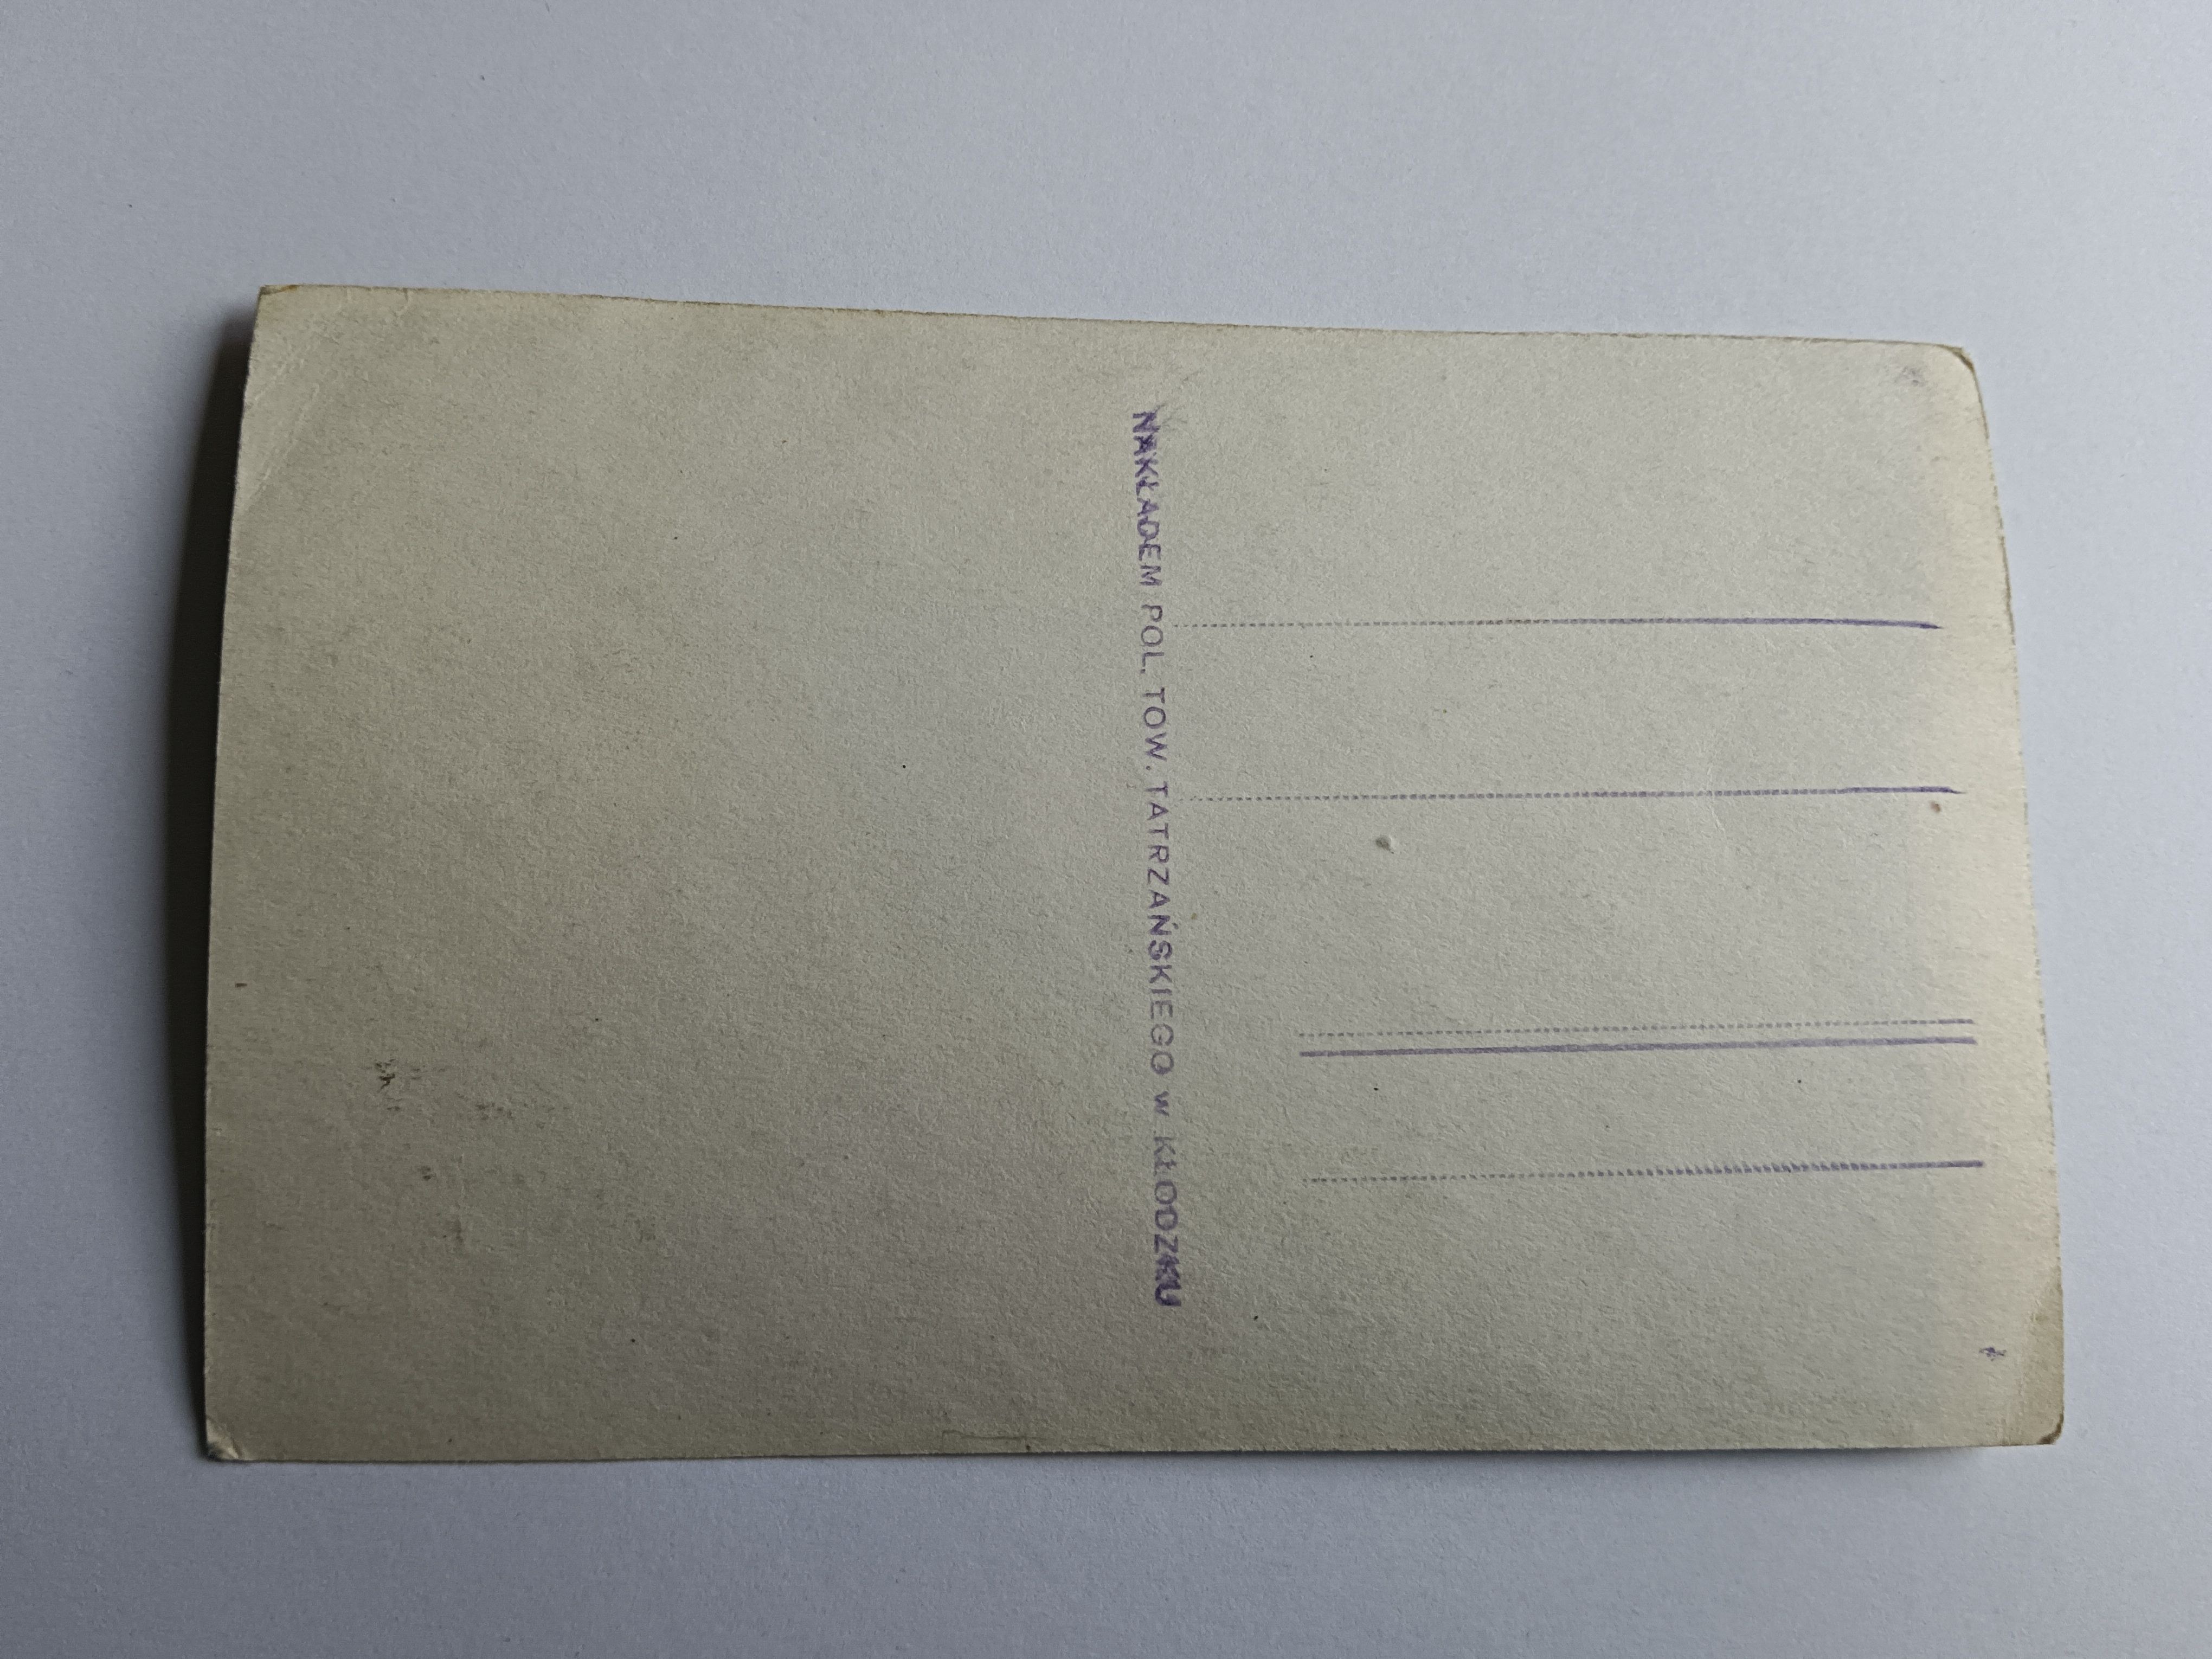 NAKŁADEM POL. TOW. TATRZAŃSKIEGO w KŁODZKU